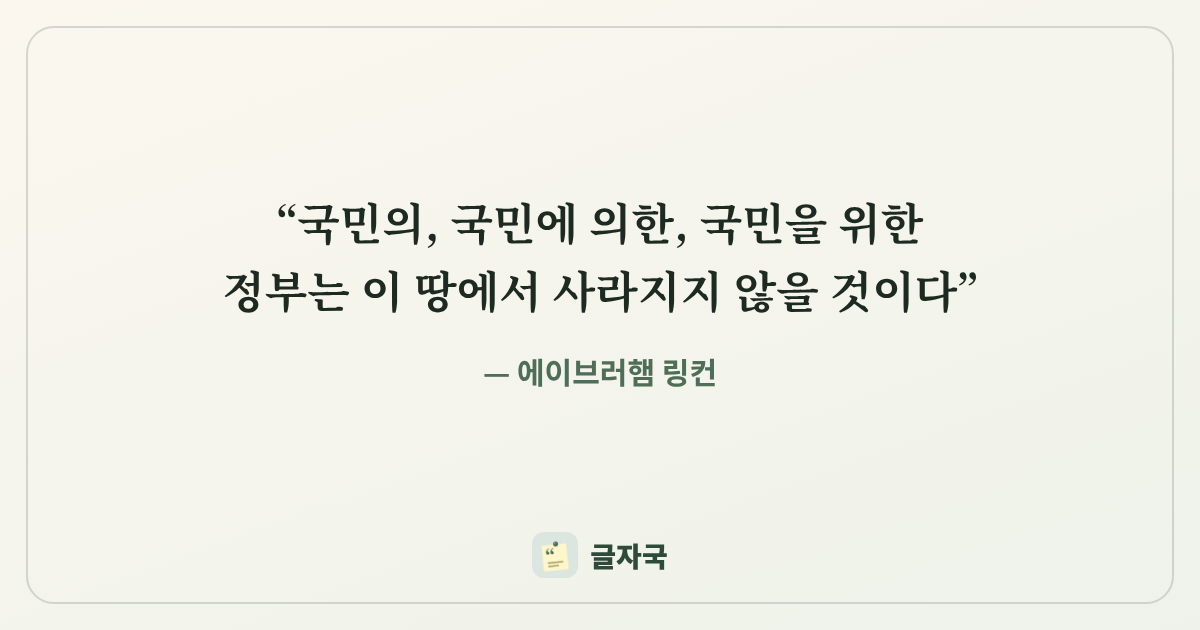 “국민의, 국민에 의한, 국민을 위한
정부는 이 땅에서 사라지지 않을 것이다”
— 에이브러햄 링컨
글자국